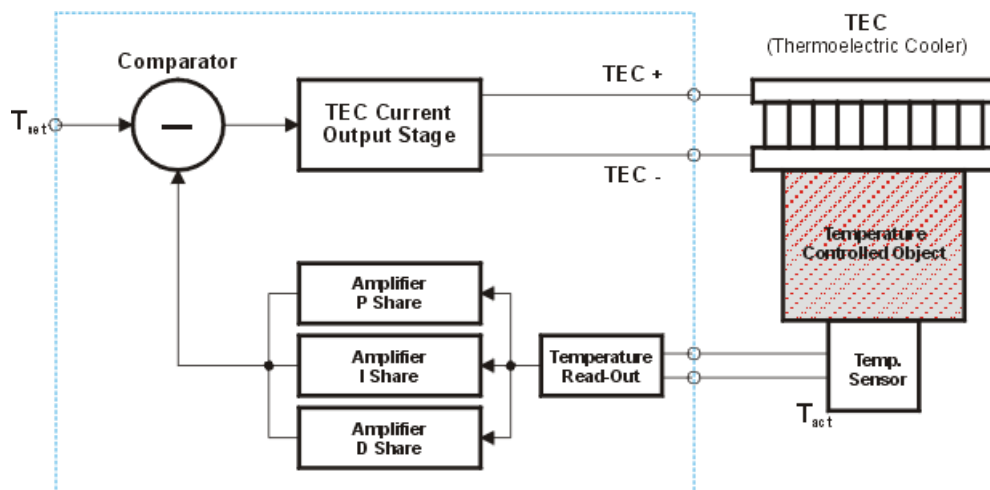 TEC
(Thermoelectric Cooler)
Comparator
TEC +
TEC Current
Output Stage
Tset
−
TEC -
Temperature
Controlled Object
Amplifier
P Share
Amplifier
I Share
Temperature
Read-Out
Temp.
Sensor
Tact
Amplifier
D Share